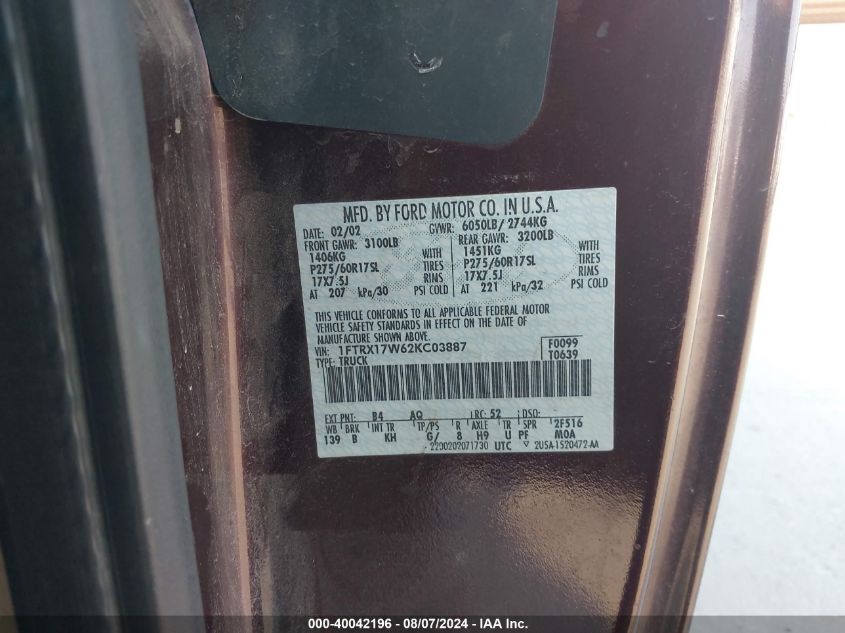 MFD. BY FORD MOTOR CO. IN U.S.A.
DATE: 02/02 GVWR: 6050LB/ 2744KG
FRONT GAWR: 3100LB REAR GAWR: 3200LB
1406KG WITH 1451KG WITH
P275/60R17SL TIRES P275/60R17SL TIRES
17X7.5J RIMS 17X7.5J RIMS
AT 207 kPa/30 PSI COLD AT 221 kPa/32 PSI COLD
THIS VEHICLE CONFORMS TO ALL APPLICABLE FEDERAL MOTOR
VEHICLE SAFETY STANDARDS IN EFFECT ON THE DATE OF
MANUFACTURE SHOWN ABOVE.
VIN: 1FTRX17W62KC03887 F0099
TYPE: TRUCK T0639
EXT PNT: B4 AQ RC: 52 DSO:
WB BRK INT TR TP/PS R AXLE TR SPR 2F516
139 B KH G/ 8 H9 U PF MOA
2200202071730 UTC 2USA-1520472-AA
000-40042196 - 08/07/2024 - IAA Inc.